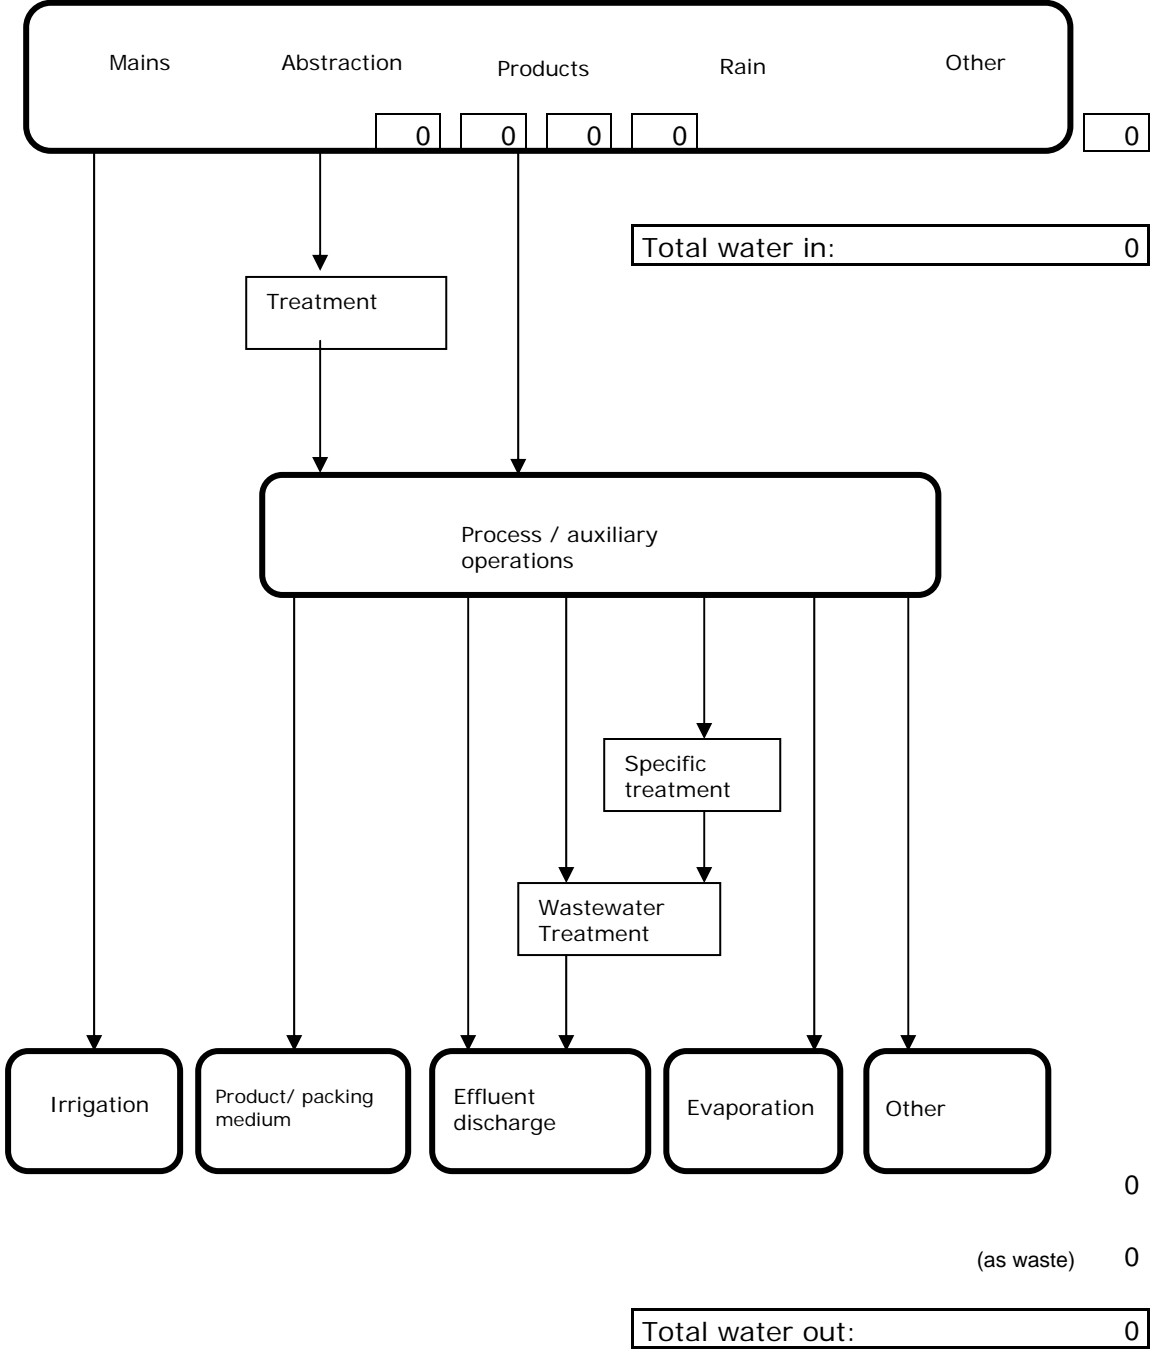 Mains Abstraction Products Rain Other
0 0 0 0 0
Total water in: 0
Treatment
Process / auxiliary
operations
Specific
treatment
Wastewater
Treatment
Irrigation
Product/ packing
medium
Effluent
discharge
Evaporation
Other
0
(as waste) 0
Total water out: 0